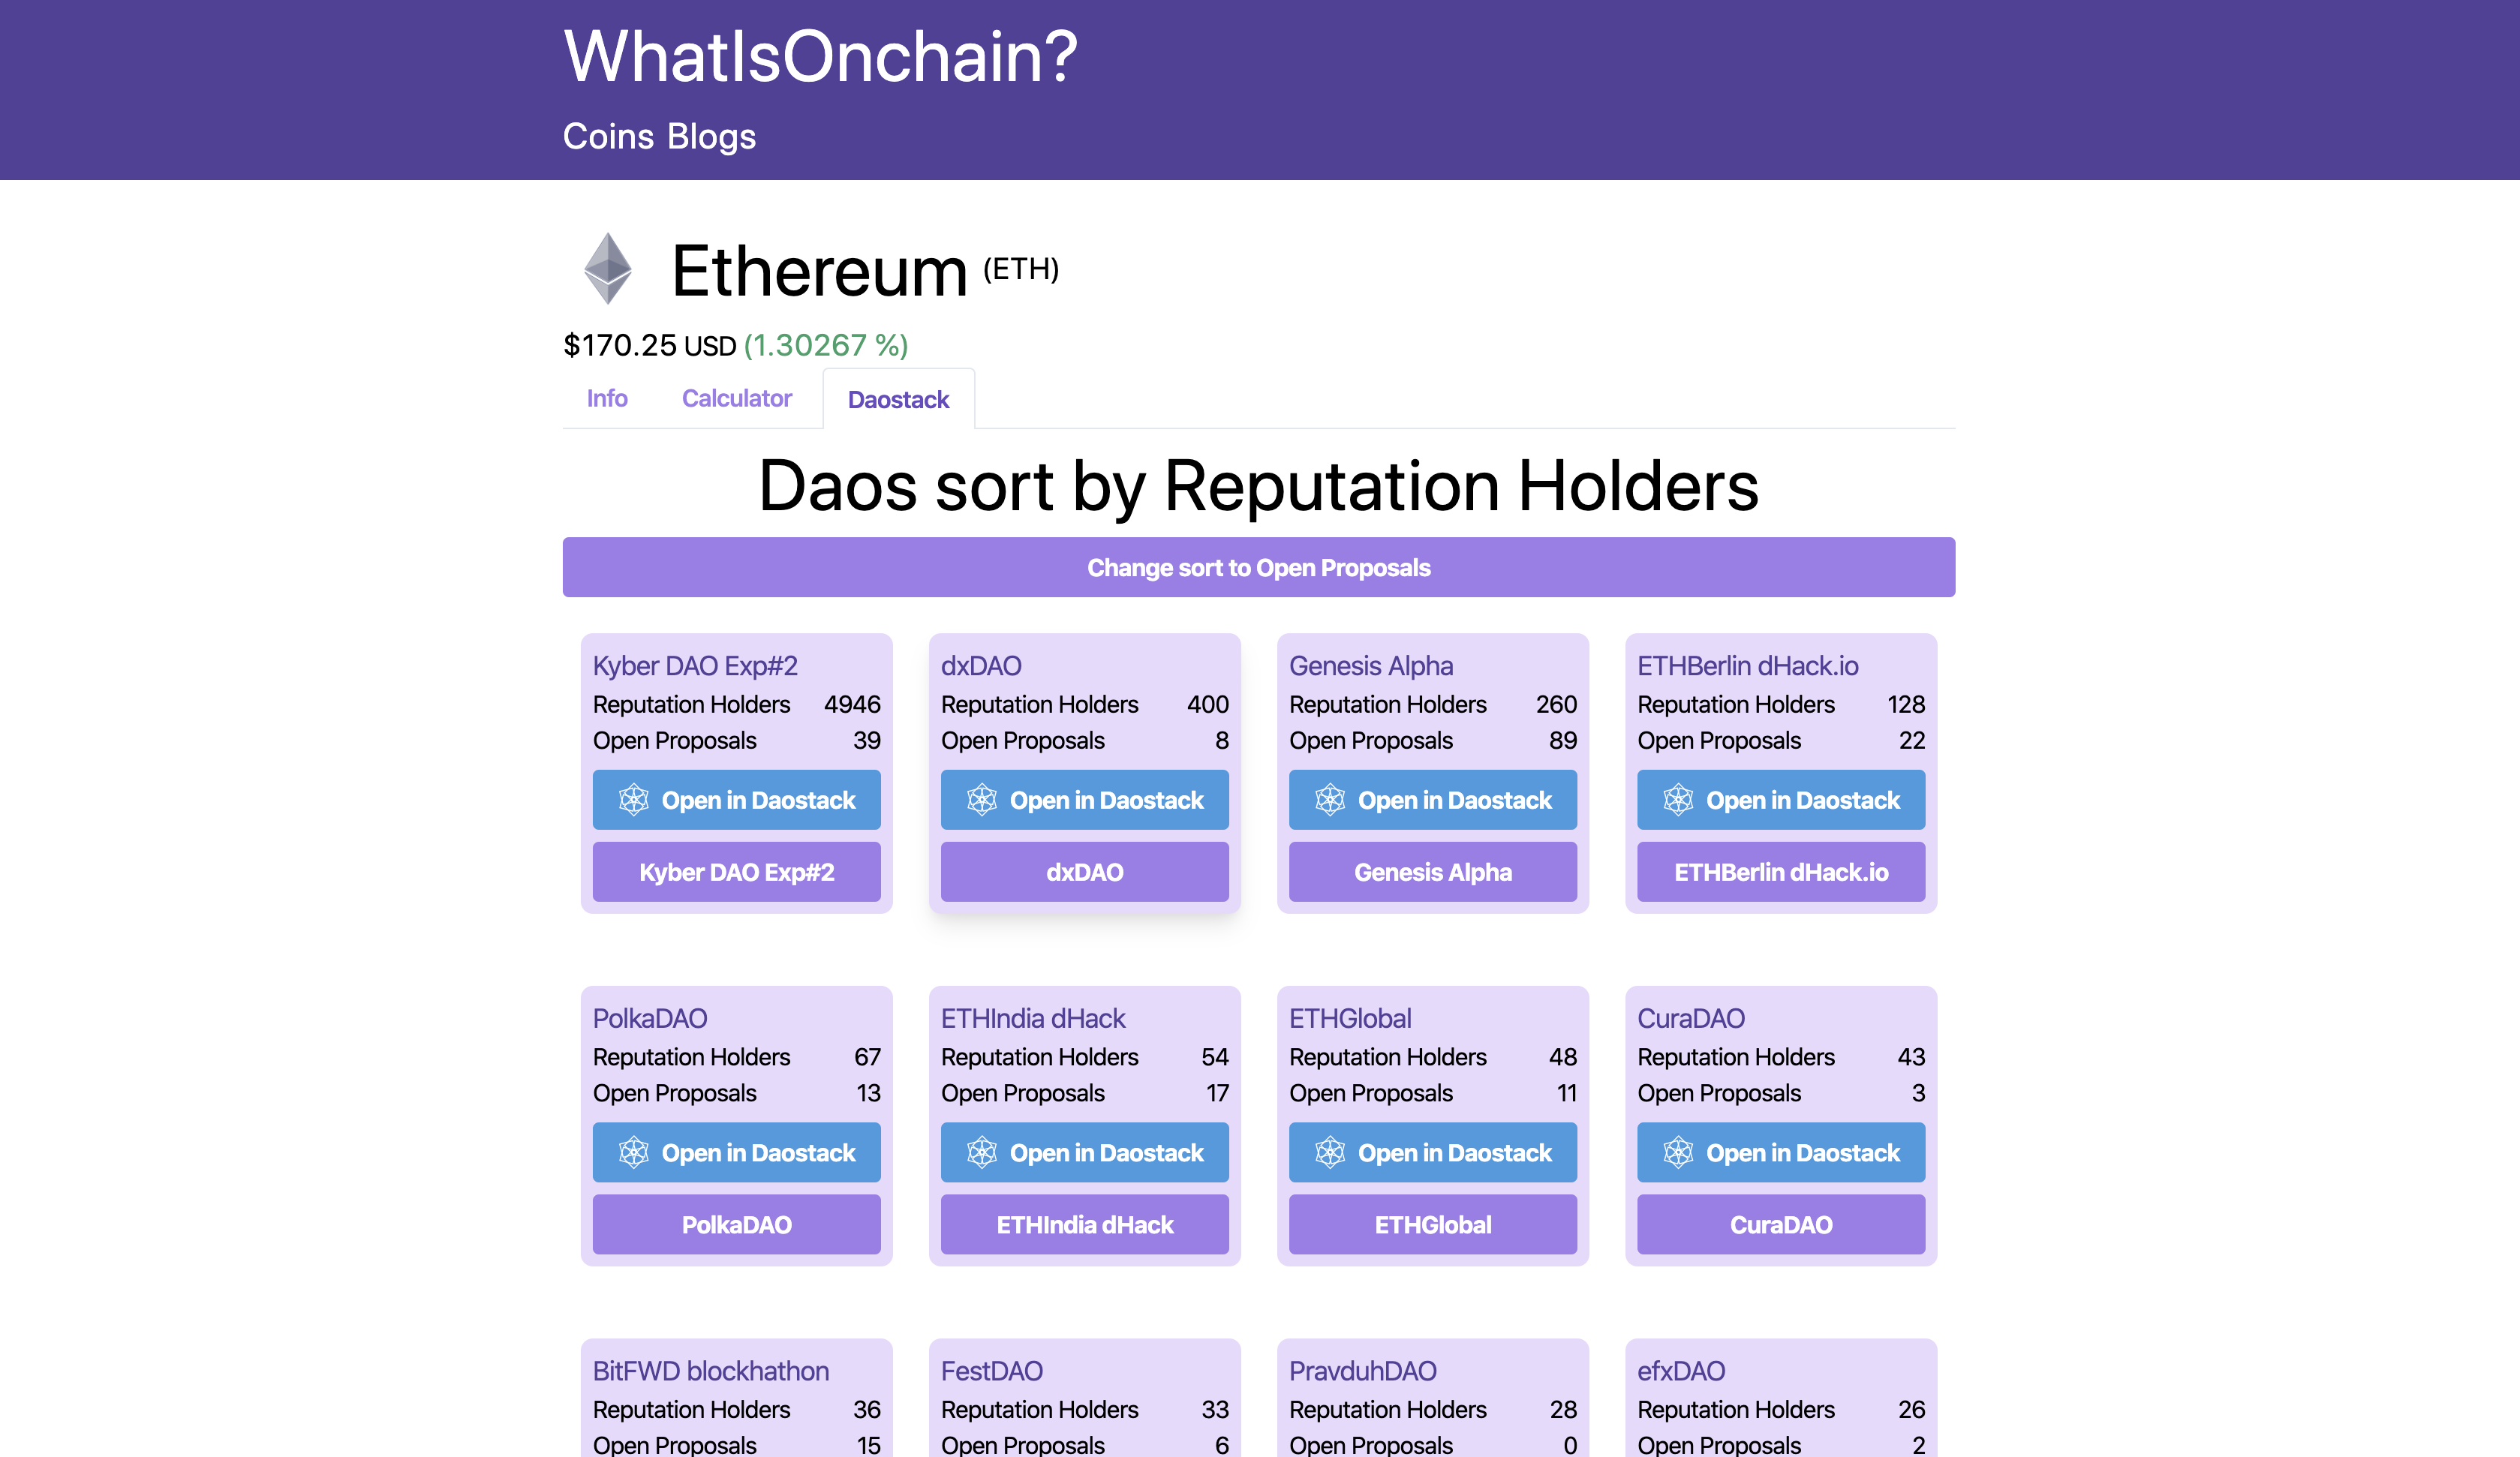 WhatIsOnchain?
Coins Blogs
Ethereum (ETH)
$170.25 USD (1.30267 %)
Info Calculator Daostack
Daos sort by Reputation Holders
Change sort to Open Proposals
Kyber DAO Exp#2
Reputation Holders 4946
Open Proposals 39
Open in Daostack
Kyber DAO Exp#2
dxDAO
Reputation Holders 400
Open Proposals 8
Open in Daostack
dxDAO
Genesis Alpha
Reputation Holders 260
Open Proposals 89
Open in Daostack
Genesis Alpha
ETHBerlin dHack.io
Reputation Holders 128
Open Proposals 22
Open in Daostack
ETHBerlin dHack.io
PolkaDAO
Reputation Holders 67
Open Proposals 13
Open in Daostack
PolkaDAO
ETHIndia dHack
Reputation Holders 54
Open Proposals 17
Open in Daostack
ETHIndia dHack
ETHGlobal
Reputation Holders 48
Open Proposals 11
Open in Daostack
ETHGlobal
CuraDAO
Reputation Holders 43
Open Proposals 3
Open in Daostack
CuraDAO
BitFWD blockhathon
Reputation Holders 36
Open Proposals 15
FestDAO
Reputation Holders 33
Open Proposals 6
PravduhDAO
Reputation Holders 28
Open Proposals 0
efxDAO
Reputation Holders 26
Open Proposals 2